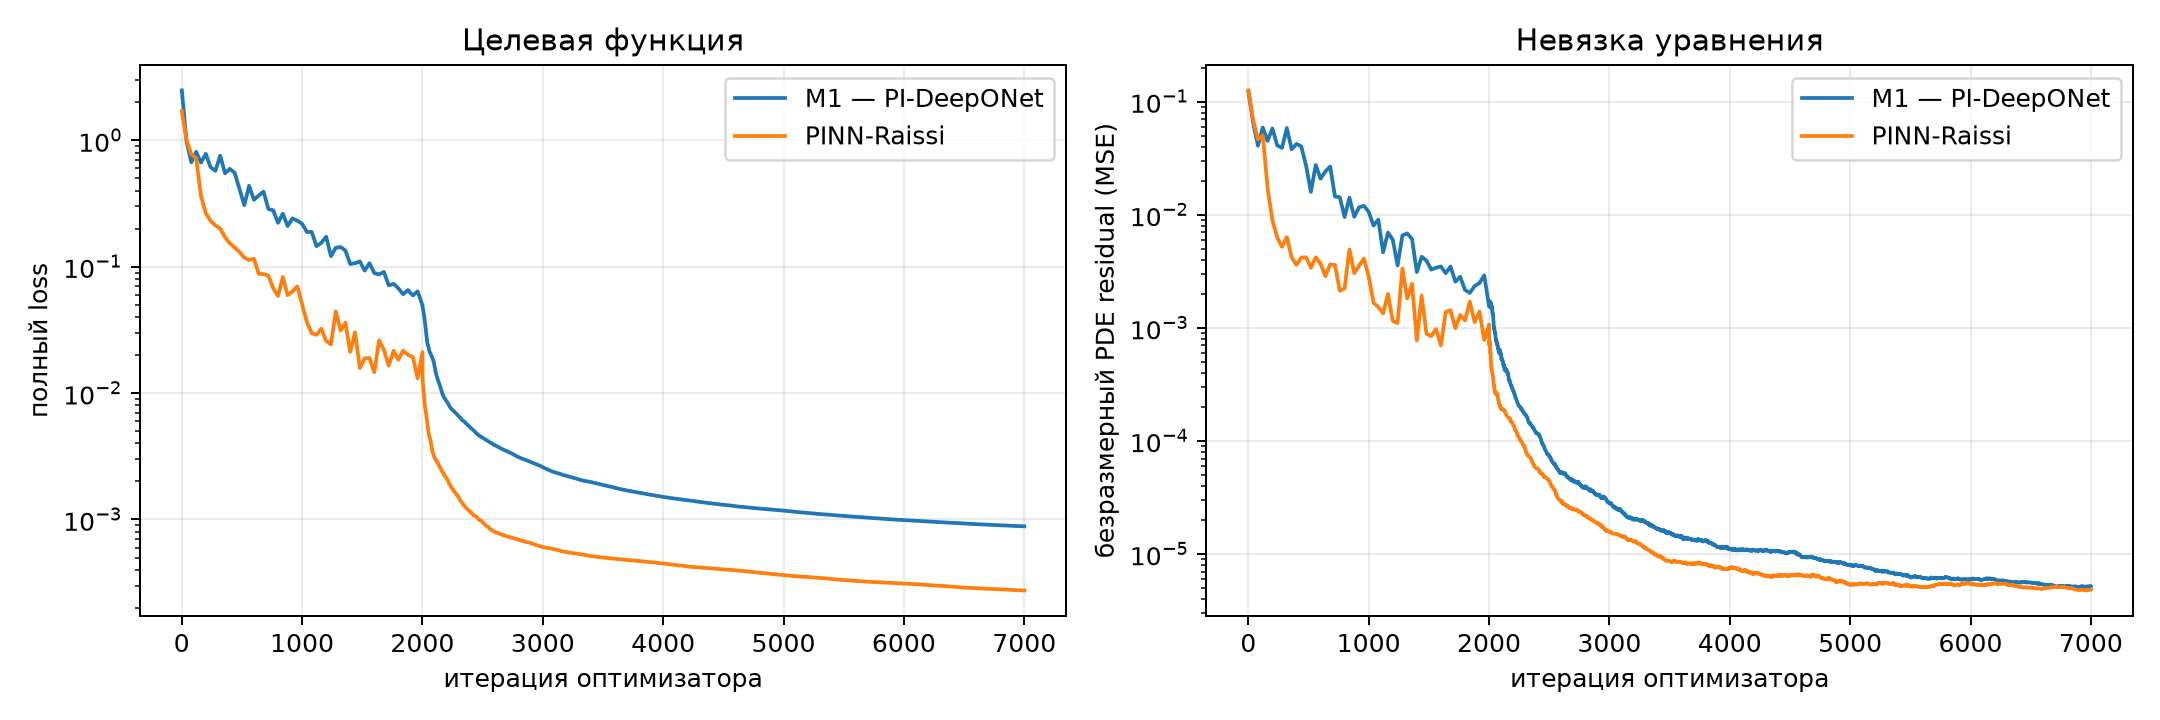 Целевая функция
M1 — PI-DeepONet
PINN-Raissi
полный loss
10⁰
10⁻¹
10⁻²
10⁻³
0 1000 2000 3000 4000 5000 6000 7000
итерация оптимизатора
Невязка уравнения
M1 — PI-DeepONet
PINN-Raissi
безразмерный PDE residual (MSE)
10⁻¹
10⁻²
10⁻³
10⁻⁴
10⁻⁵
0 1000 2000 3000 4000 5000 6000 7000
итерация оптимизатора